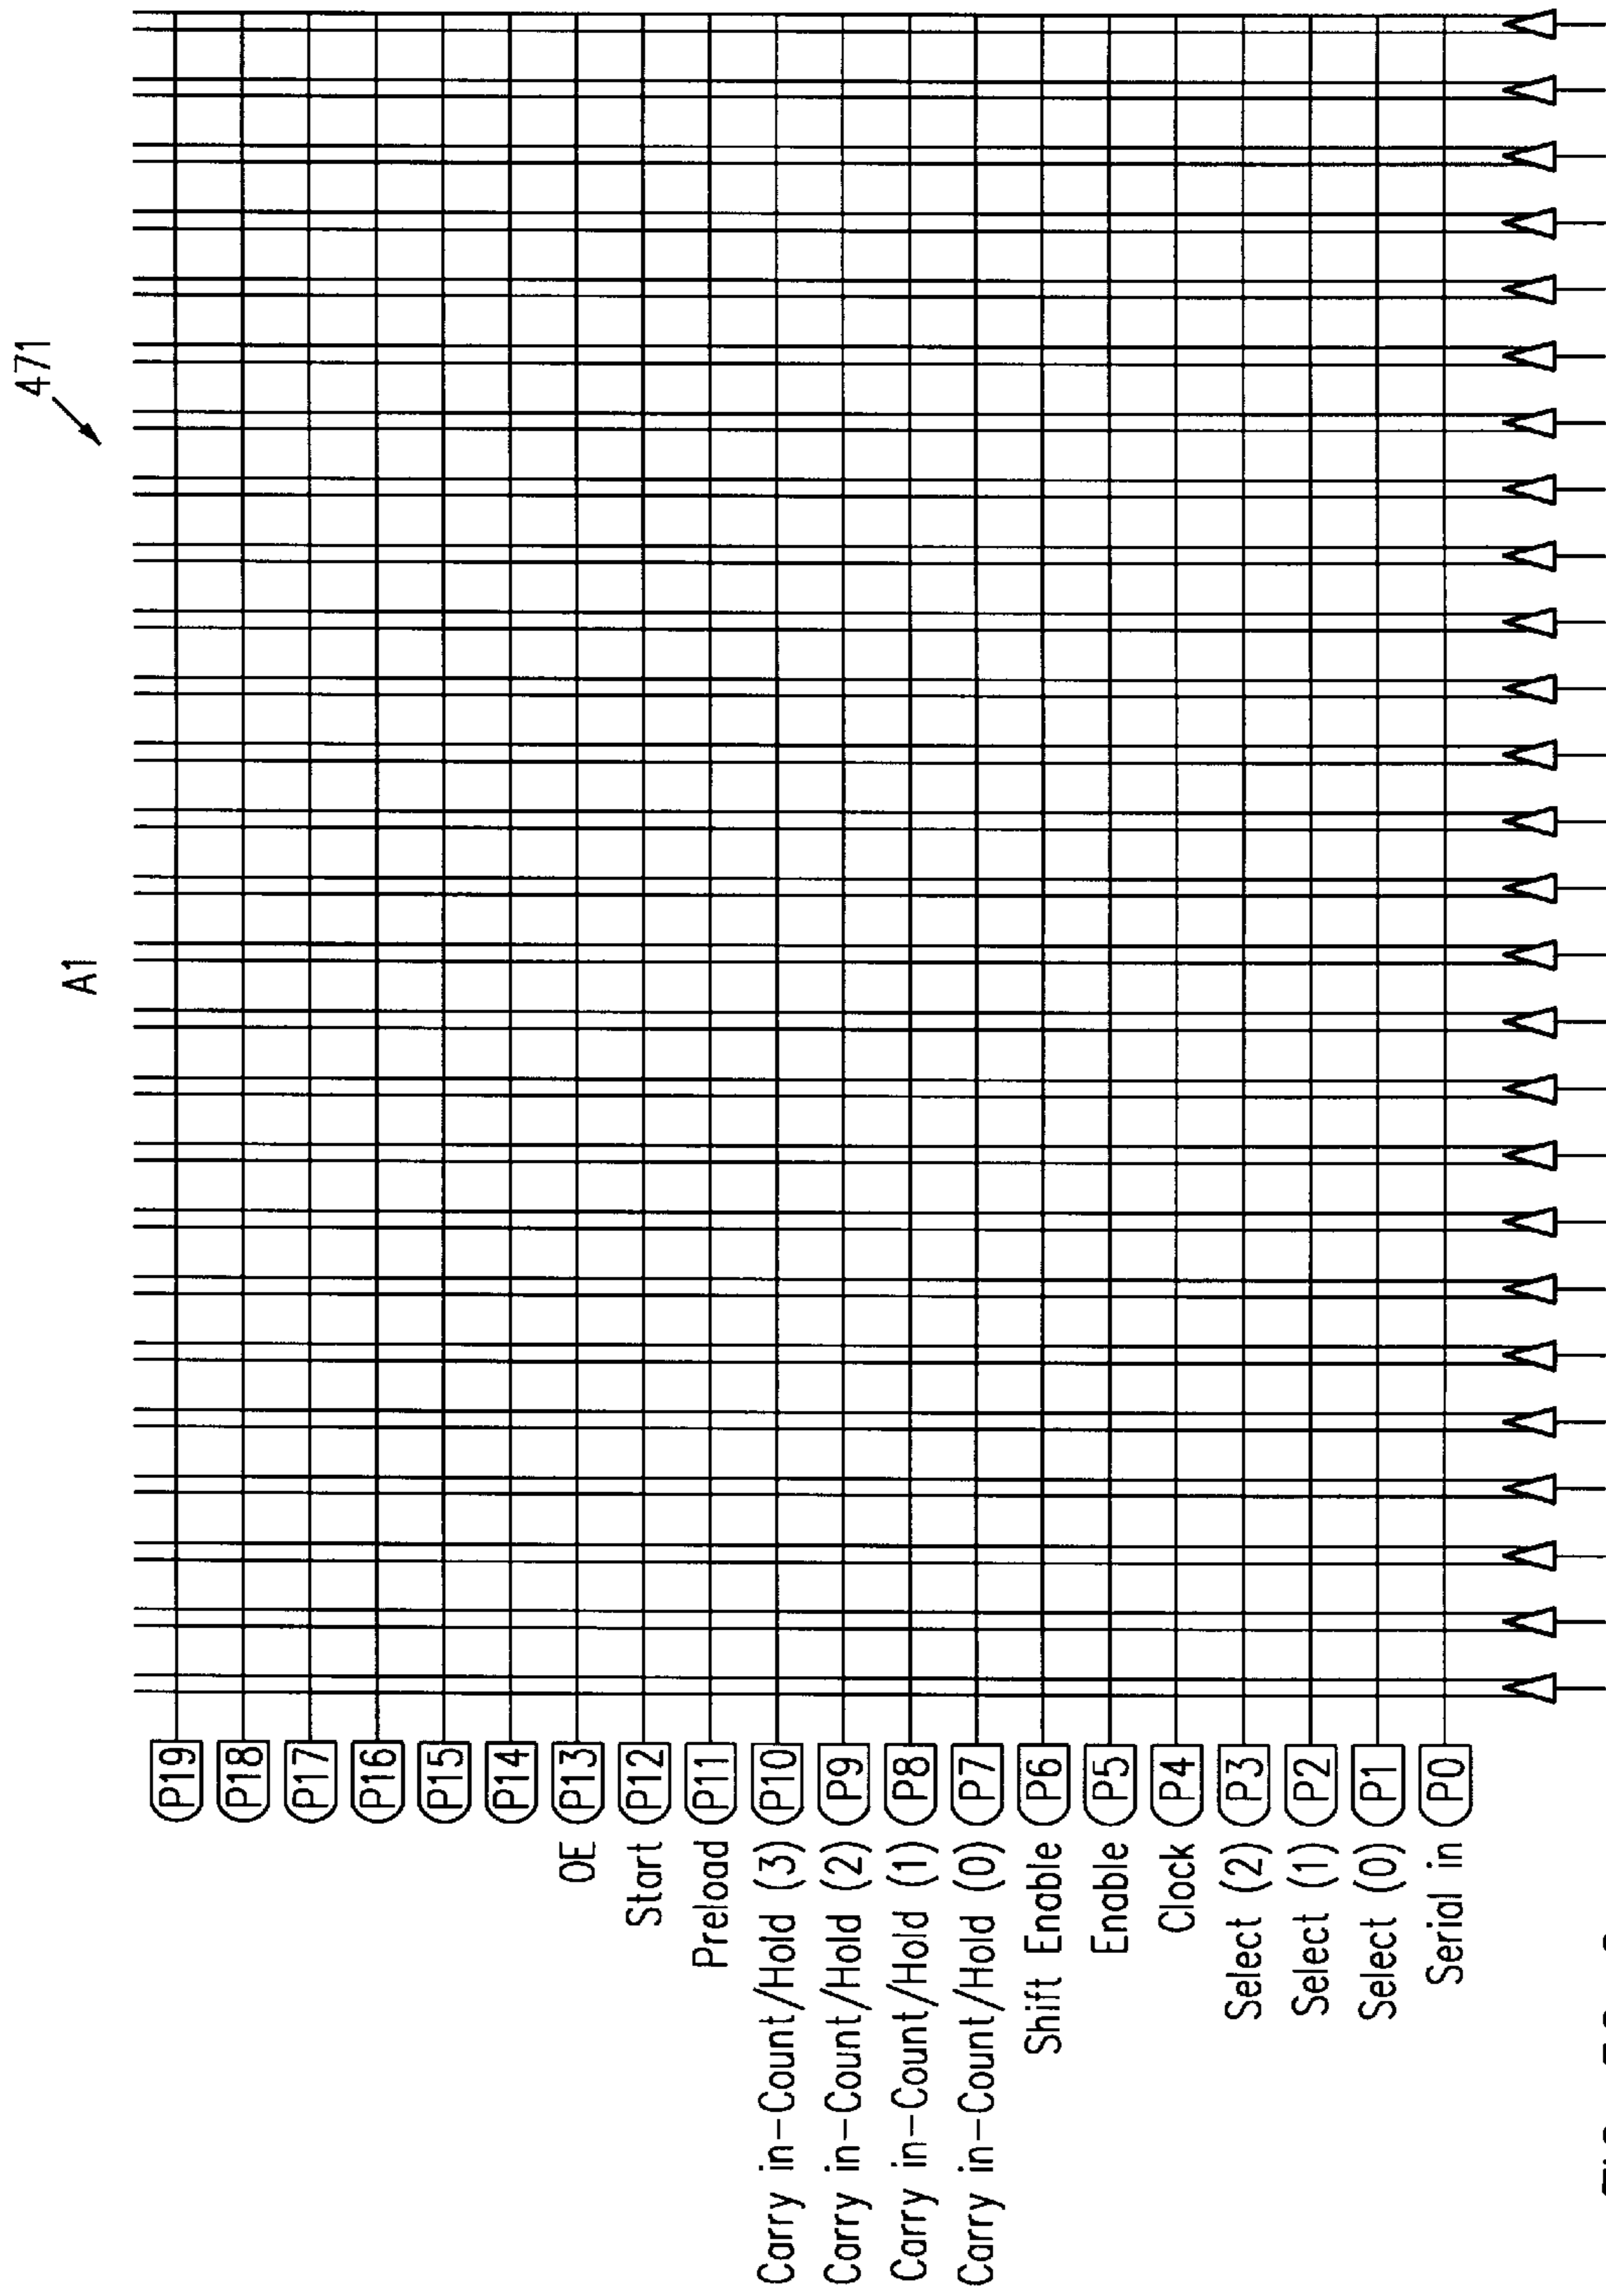 471
A1
P19
P18
P17
P16
P15
P14
OE P13
Start P12
Preload P11
Carry in-Count/Hold (3) P10
Carry in-Count/Hold (2) P9
Carry in-Count/Hold (1) P8
Carry in-Count/Hold (0) P7
Shift Enable P6
Enable P5
Clock P4
Select (2) P3
Select (1) P2
Select (0) P1
Serial in P0